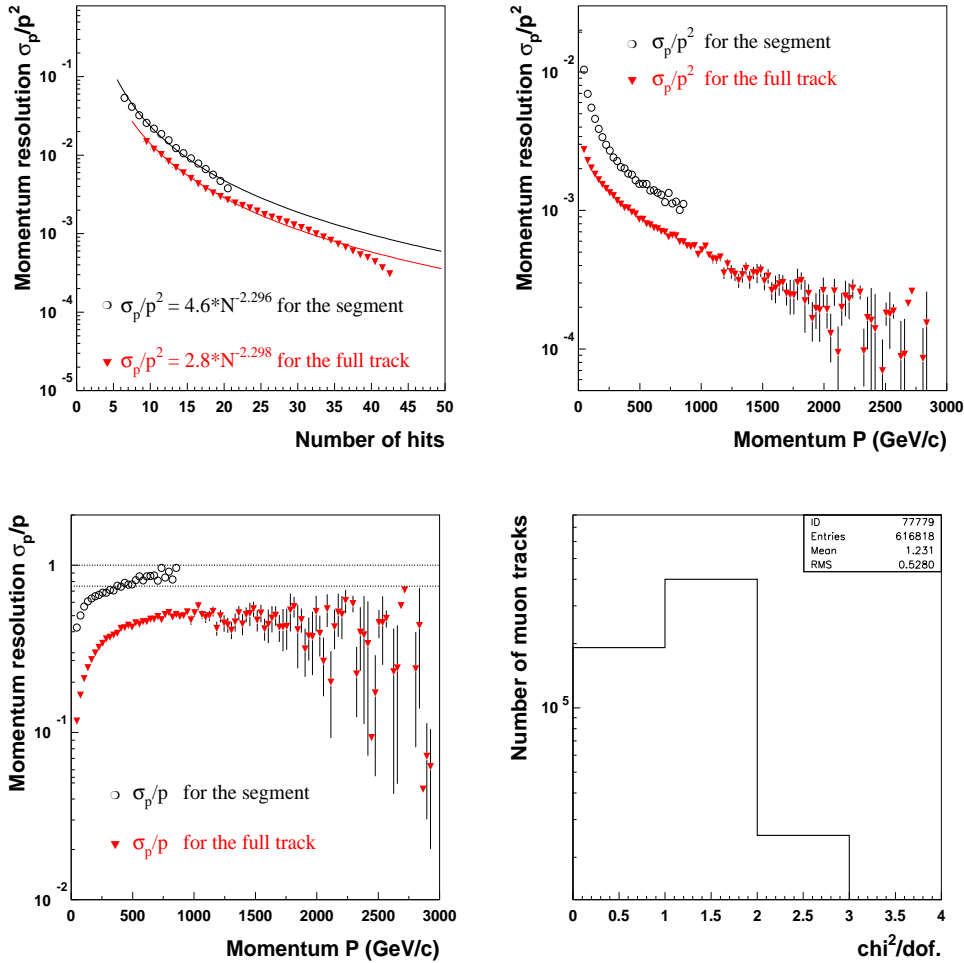 Momentum resolution σp/p²
10⁻¹
10⁻²
10⁻³
10⁻⁴
10⁻⁵
σp/p² = 4.6*N⁻²·²⁹⁶ for the segment
σp/p² = 2.8*N⁻²·²⁹⁸ for the full track
0 5 10 15 20 25 30 35 40 45 50
Number of hits
Momentum resolution σp/p²
10⁻²
10⁻³
10⁻⁴
σp/p² for the segment
σp/p² for the full track
0 500 1000 1500 2000 2500 3000
Momentum P (GeV/c)
Momentum resolution σp/p
1
10⁻¹
10⁻²
σp/p for the segment
σp/p for the full track
0 500 1000 1500 2000 2500 3000
Momentum P (GeV/c)
Number of muon tracks
10⁵
ID 77779
Entries 616818
Mean 1.231
RMS 0.5280
0 0.5 1 1.5 2 2.5 3 3.5 4
chi²/dof.